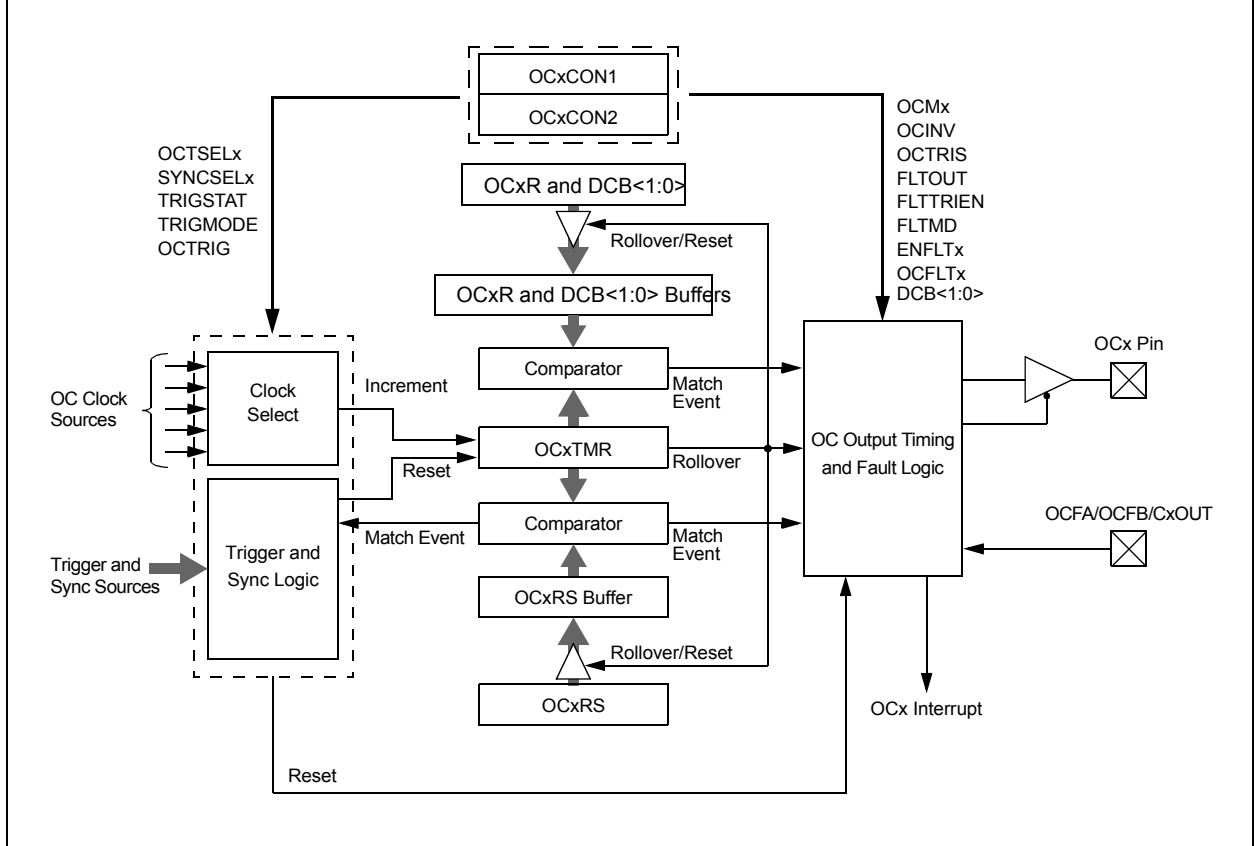 OCxCON1
OCxCON2
OCTSELx
SYNCSELx
TRIGSTAT
TRIGMODE
OCTRIG
OCMx
OCINV
OCTRIS
FLTOUT
FLTTRIEN
FLTMD
ENFLTx
OCFLTx
DCB<1:0>
OCxR and DCB<1:0>
Rollover/Reset
OCxR and DCB<1:0> Buffers
OC Clock
Sources
Clock
Select
Increment
Comparator
Match
Event
OCxTMR
Reset
Rollover
OC Output Timing
and Fault Logic
OCx Pin
Trigger and
Sync Sources
Trigger and
Sync Logic
Match Event
Comparator
Match
Event
OCFA/OCFB/CxOUT
OCxRS Buffer
Rollover/Reset
OCxRS
OCx Interrupt
Reset